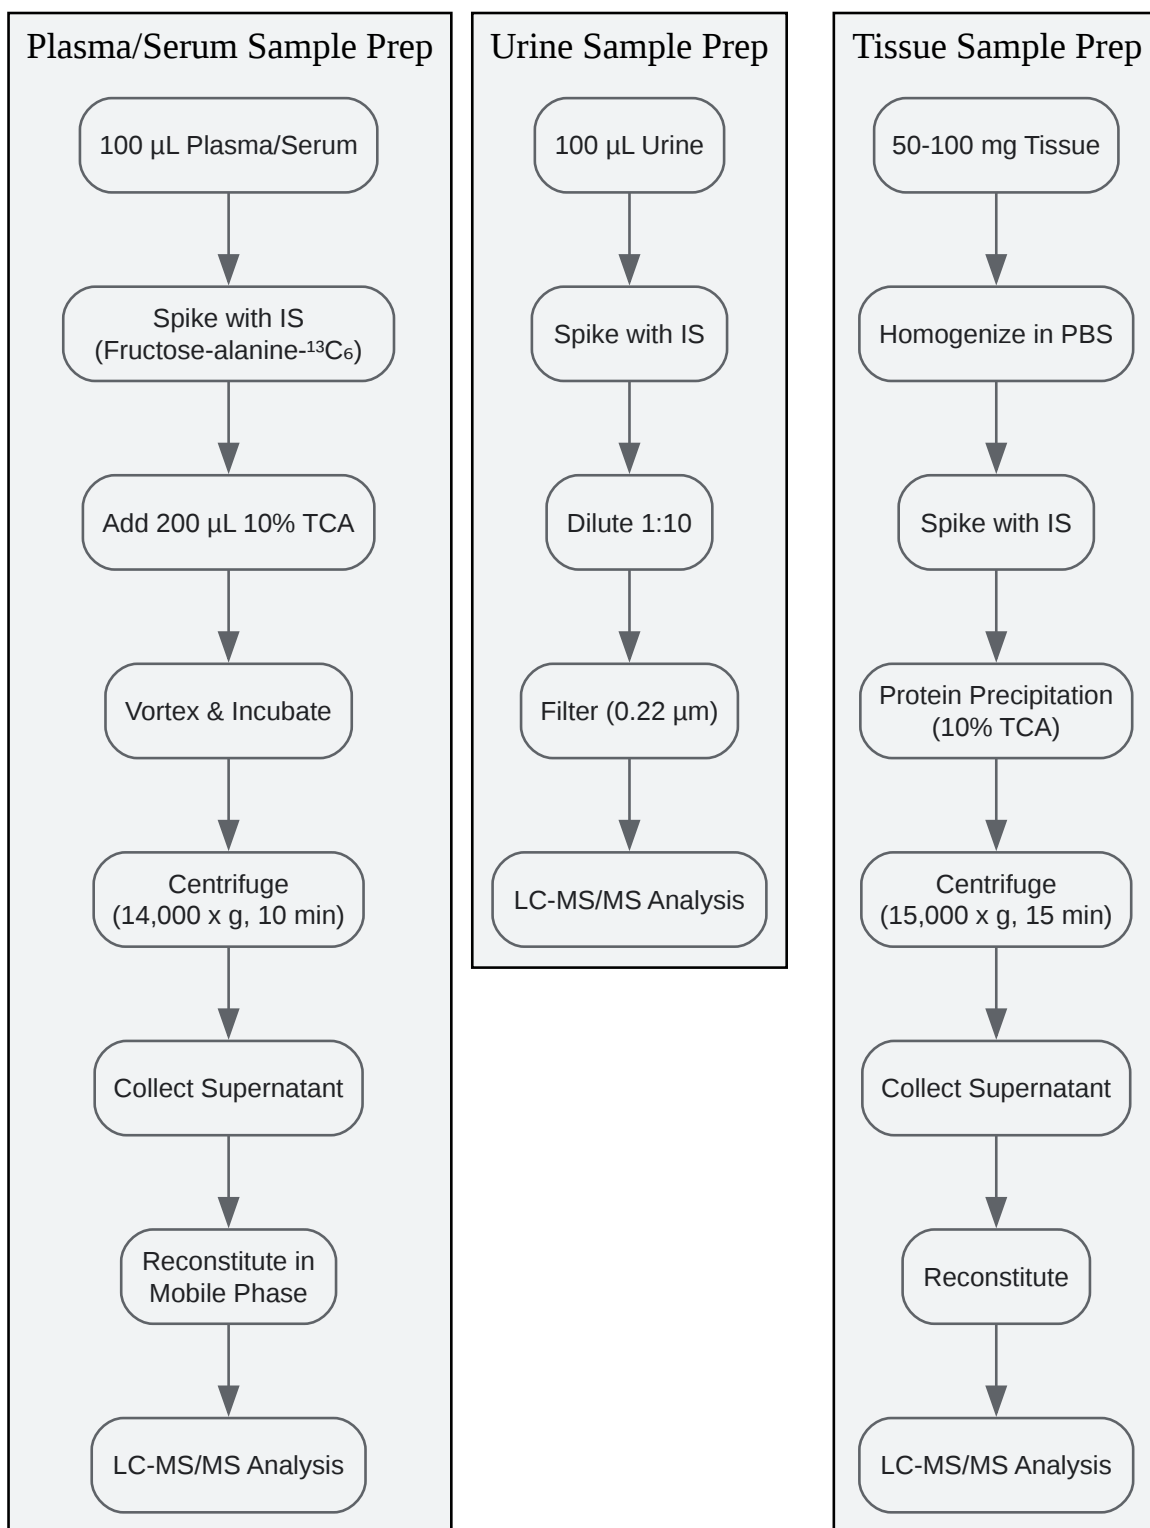 Plasma/Serum Sample Prep
100 µL Plasma/Serum
Spike with IS
(Fructose-alanine-¹³C₆)
Add 200 µL 10% TCA
Vortex & Incubate
Centrifuge
(14,000 x g, 10 min)
Collect Supernatant
Reconstitute in
Mobile Phase
LC-MS/MS Analysis
Urine Sample Prep
100 µL Urine
Spike with IS
Dilute 1:10
Filter (0.22 µm)
LC-MS/MS Analysis
Tissue Sample Prep
50-100 mg Tissue
Homogenize in PBS
Spike with IS
Protein Precipitation
(10% TCA)
Centrifuge
(15,000 x g, 15 min)
Collect Supernatant
Reconstitute
LC-MS/MS Analysis